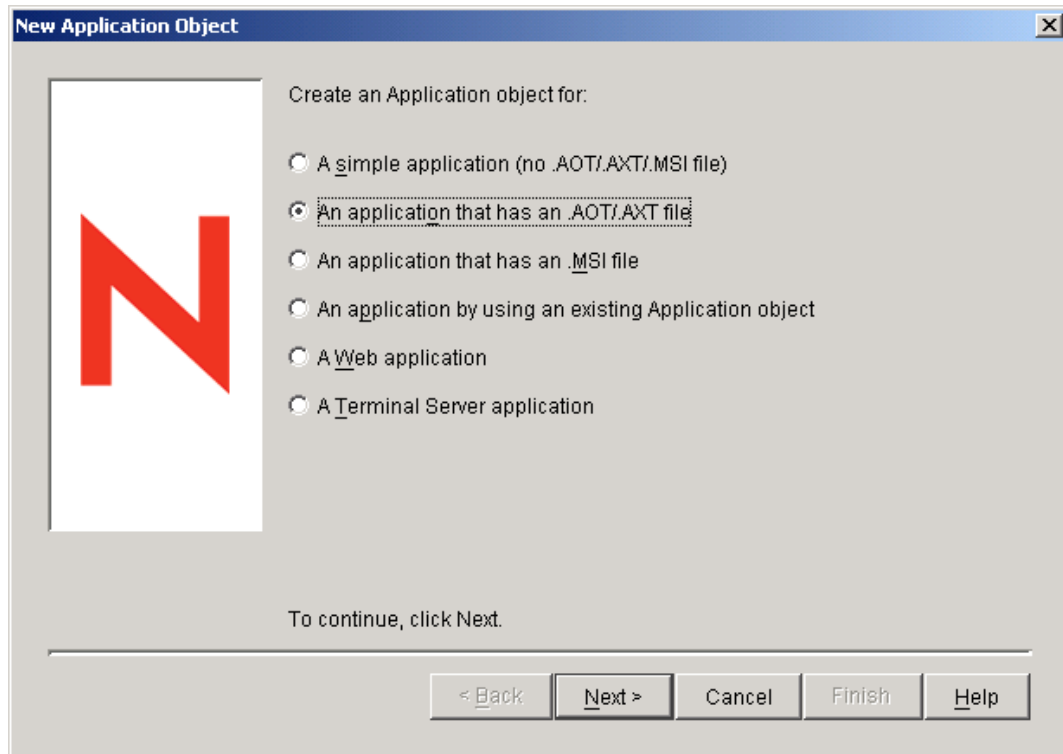 New Application Object
Create an Application object for:
A simple application (no .AOT/.AXT/.MSI file)
An application that has an .AOT/.AXT file
An application that has an .MSI file
An application by using an existing Application object
A Web application
A Terminal Server application
To continue, click Next.
< Back Next > Cancel Finish Help